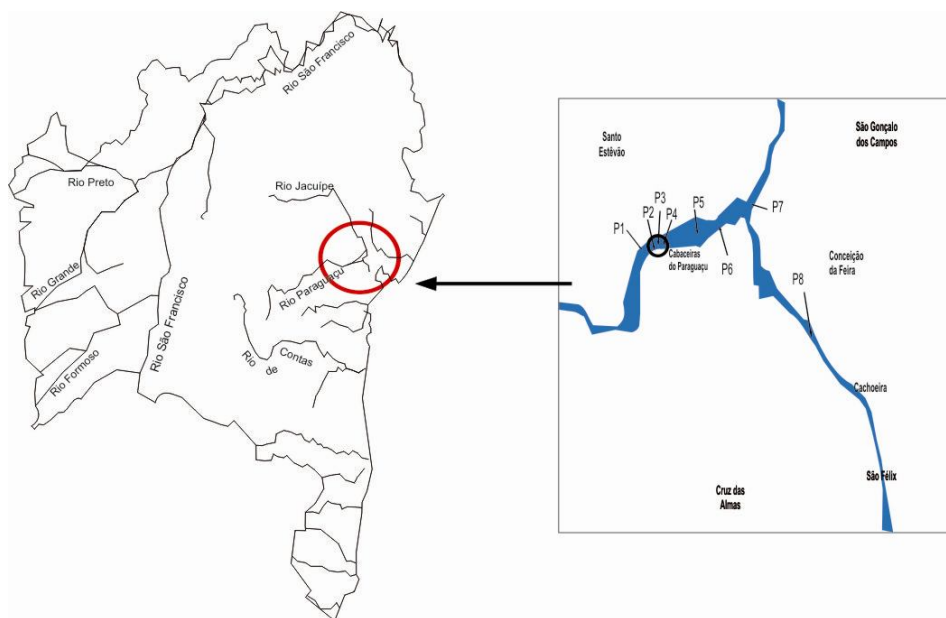 Rio São Francisco
Rio Preto
Rio Jacuípe
Rio Grande
Rio São Francisco
Rio Paraguaçu
Rio Formoso
Rio de Contas
São Gonçalo
dos Campos
Santo
Estêvão
P3
P2
P4
P5
P1
P7
Cabaceiras
do Paraguaçu
P6
Conceição
da Feira
P8
Cachoeira
São Félix
Cruz das
Almas